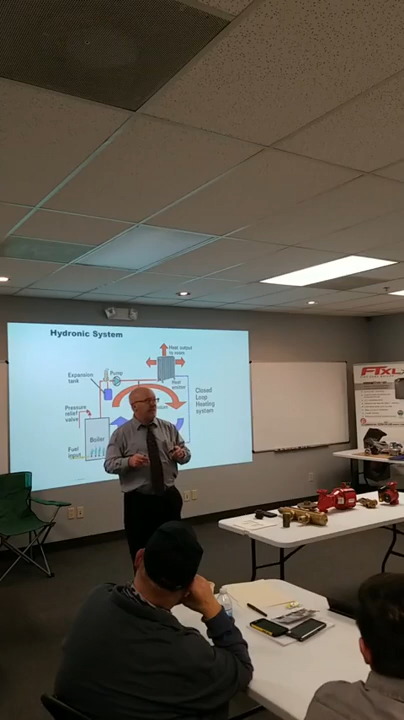 Hydronic System
Heat output
to room
Expansion
tank
Pump
Heat
emitter
Pressure
relief
valve
Closed
Loop
Heating
system
Boiler
Fuel
input
FTXL